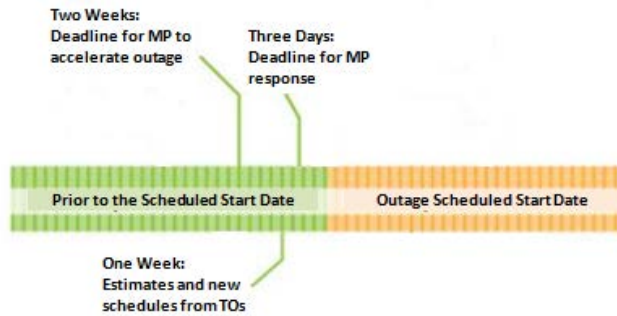 Two Weeks:
Deadline for MP to
accelerate outage
Three Days:
Deadline for MP
response
Prior to the Scheduled Start Date
Outage Scheduled Start Date
One Week:
Estimates and new
schedules from TOs